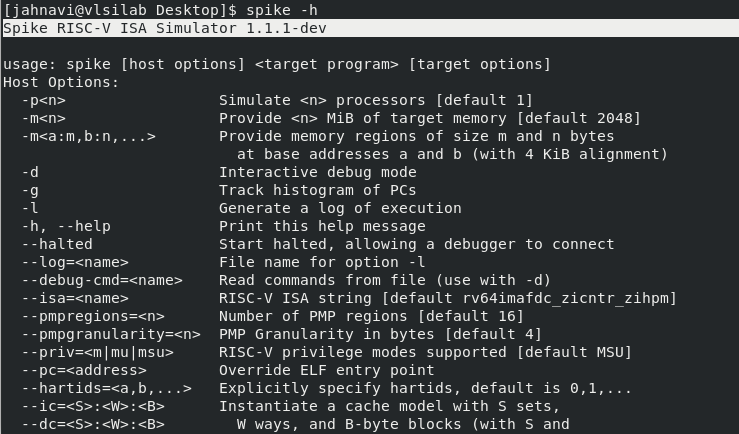 [jahnavi@vlsilab Desktop]$ spike -h
Spike RISC-V ISA Simulator 1.1.1-dev
usage: spike [host options] <target program> [target options]
Host Options:
  -p<n>                 Simulate <n> processors [default 1]
  -m<n>                 Provide <n> MiB of target memory [default 2048]
  -m<a:m,b:n,...>       Provide memory regions of size m and n bytes
                          at base addresses a and b (with 4 KiB alignment)
  -d                    Interactive debug mode
  -g                    Track histogram of PCs
  -l                    Generate a log of execution
  -h, --help            Print this help message
  --halted              Start halted, allowing a debugger to connect
  --log=<name>          File name for option -l
  --debug-cmd=<name>    Read commands from file (use with -d)
  --isa=<name>          RISC-V ISA string [default rv64imafdc_zicntr_zihpm]
  --pmpregions=<n>      Number of PMP regions [default 16]
  --pmpgranularity=<n>  PMP Granularity in bytes [default 4]
  --priv=<m|mu|msu>     RISC-V privilege modes supported [default MSU]
  --pc=<address>        Override ELF entry point
  --hartids=<a,b,...>   Explicitly specify hartids, default is 0,1,...
  --ic=<S>:<W>:<B>      Instantiate a cache model with S sets,
  --dc=<S>:<W>:<B>        W ways, and B-byte blocks (with S and